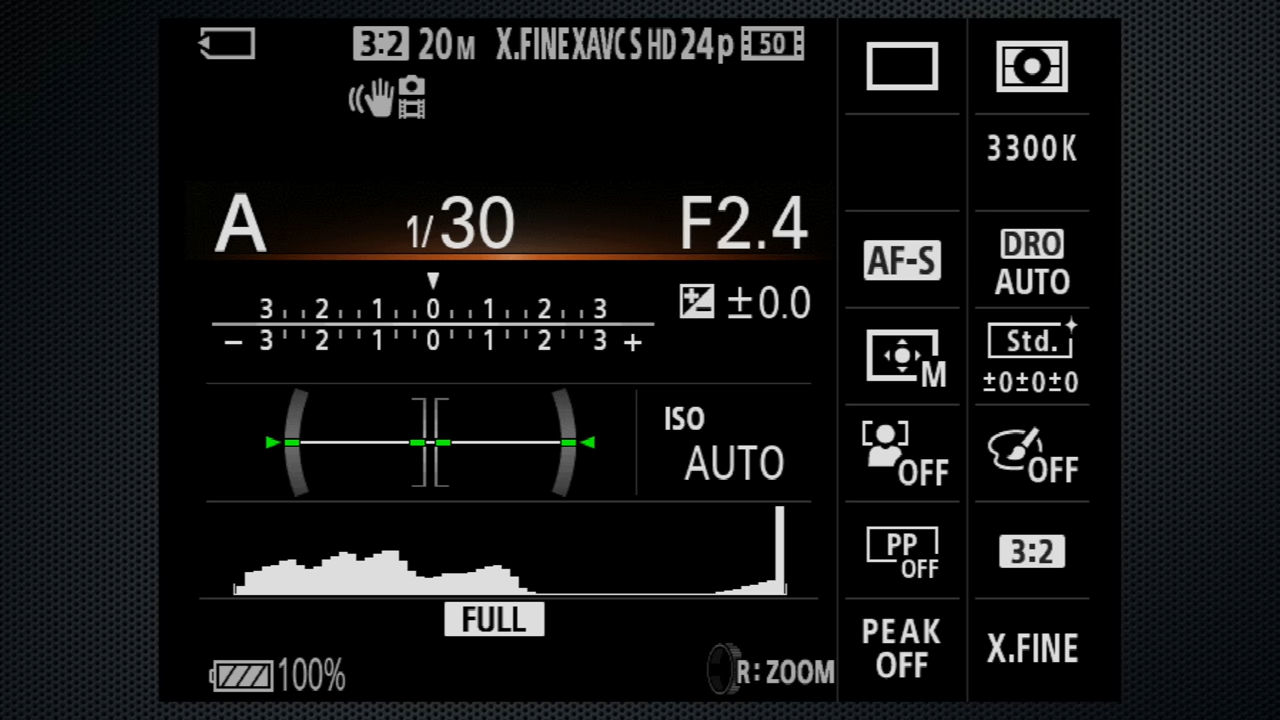 3:2 20M X.FINE XAVC S HD 24p 50
A 1/30 F2.4
3 2 1 0 1 2 3
±0.0
− 3 2 1 0 1 2 3 +
ISO
AUTO
FULL
100%
R: ZOOM
3300K
AF-S
DRO
AUTO
M
Std.
±0±0±0
OFF
OFF
PP
OFF
3:2
PEAK
OFF
X.FINE